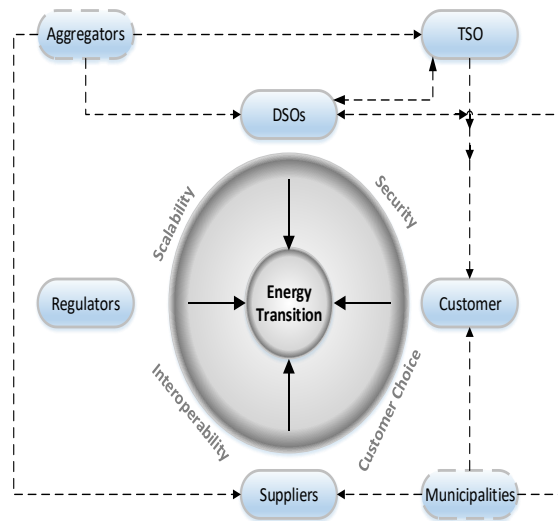 Aggregators
TSO
DSOs
Scalability
Security
Energy
Transition
Regulators
Customer
Interoperability
Customer Choice
Suppliers
Municipalities